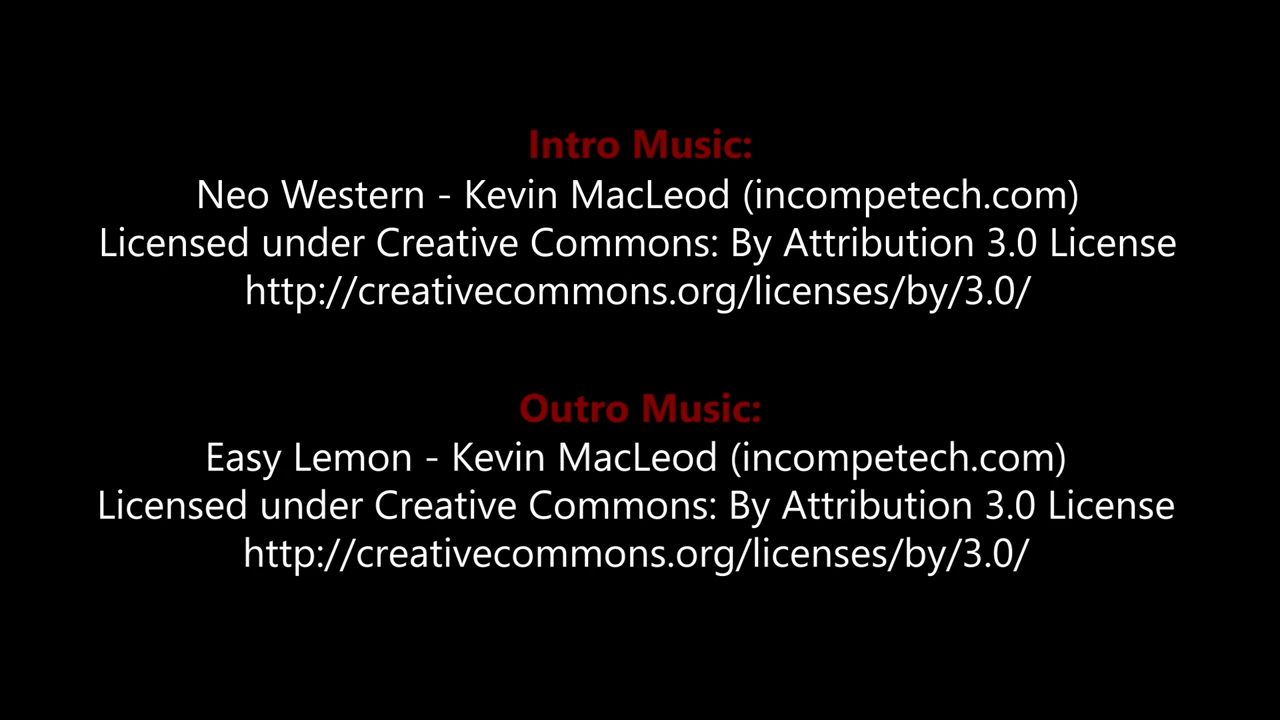 Intro Music:
Neo Western - Kevin MacLeod (incompetech.com)
Licensed under Creative Commons: By Attribution 3.0 License
http://creativecommons.org/licenses/by/3.0/
Outro Music:
Easy Lemon - Kevin MacLeod (incompetech.com)
Licensed under Creative Commons: By Attribution 3.0 License
http://creativecommons.org/licenses/by/3.0/